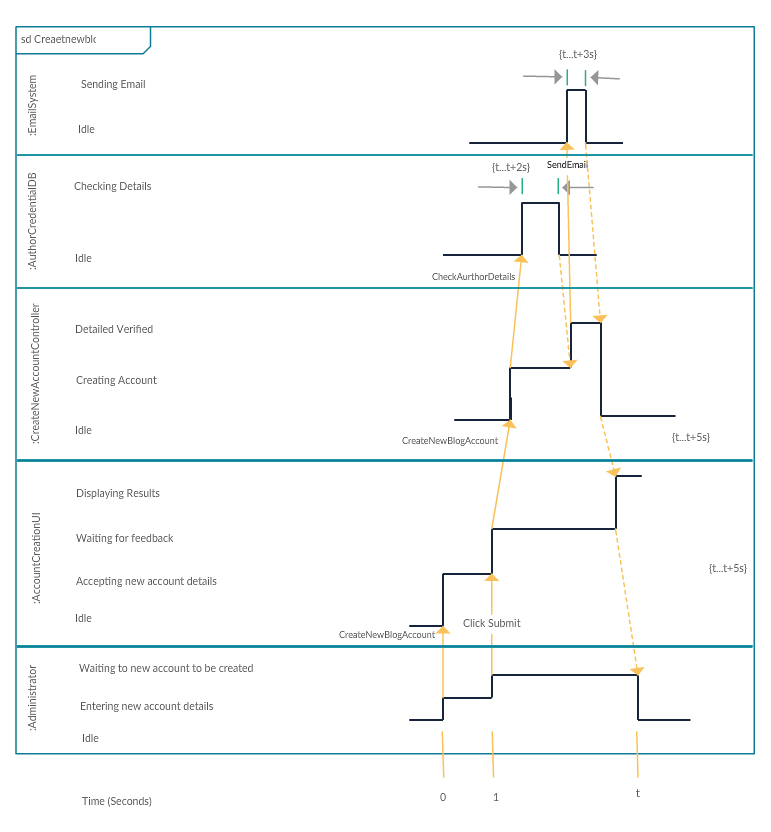 sd Creaetnewblc
{t...t+3s}
Sending Email
Idle
:EmailSystem
SendEmail
{t...t+2s}
Checking Details
Idle
:AuthorCredentialDB
CheckAurthorDetails
Detailed Verified
Creating Account
Idle
:CreateNewAccountController
{t...t+5s}
CreateNewBlogAccount
Displaying Results
Waiting for feedback
{t...t+5s}
Accepting new account details
Idle
:AccountCreationUI
Click Submit
CreateNewBlogAccount
Waiting to new account to be created
Entering new account details
Idle
:Administrator
Time (Seconds)
0
1
t